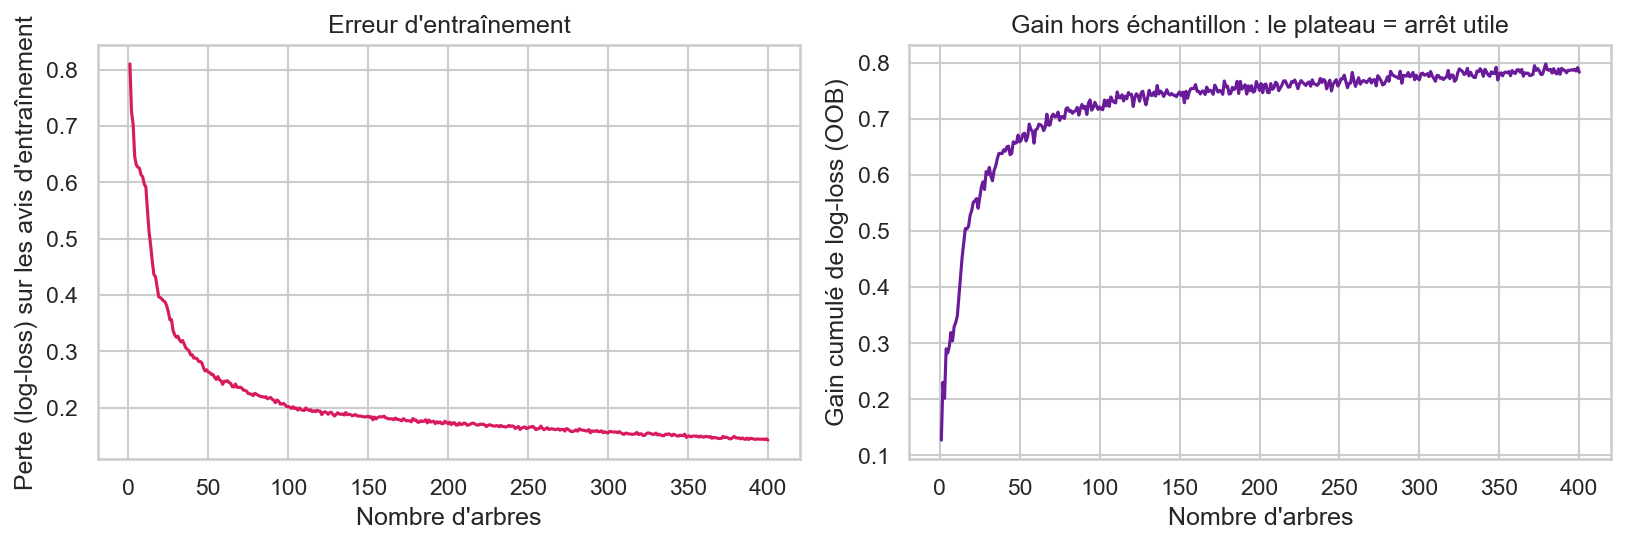 Erreur d'entraînement
Perte (log-loss) sur les avis d'entraînement
0.8
0.7
0.6
0.5
0.4
0.3
0.2
0 50 100 150 200 250 300 350 400
Nombre d'arbres
Gain hors échantillon : le plateau = arrêt utile
Gain cumulé de log-loss (OOB)
0.8
0.7
0.6
0.5
0.4
0.3
0.2
0.1
0 50 100 150 200 250 300 350 400
Nombre d'arbres